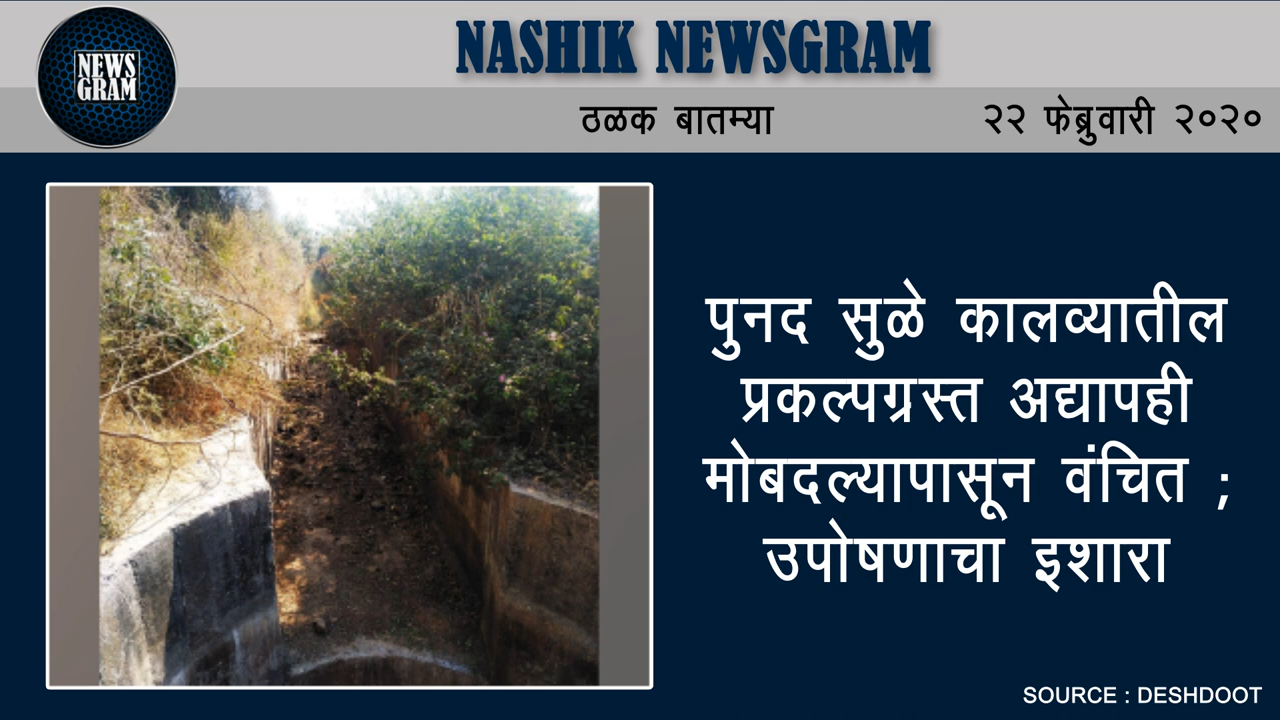 NEWS
GRAM
NASHIK NEWSGRAM
ठळक बातम्या
२२ फेब्रुवारी २०२०
पुनद सुळे कालव्यातील
प्रकल्पग्रस्त अद्यापही
मोबदल्यापासून वंचित ;
उपोषणाचा इशारा
SOURCE : DESHDOOT